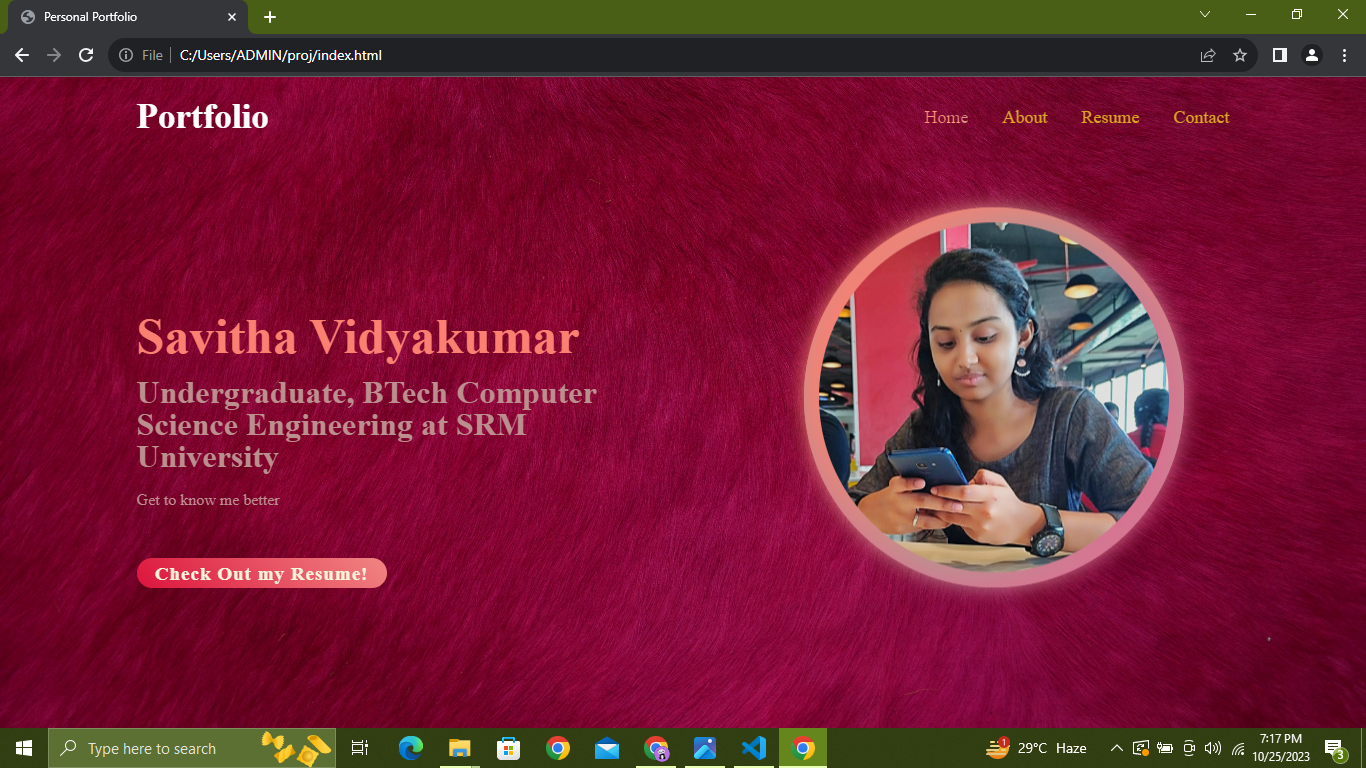 Personal Portfolio
File
C:/Users/ADMIN/proj/index.html
Portfolio
Home About Resume Contact
Savitha Vidyakumar
Undergraduate, BTech Computer
Science Engineering at SRM
University
Get to know me better
Check Out my Resume!
Type here to search
1
29°C Haze
7:17 PM
10/25/2023
3